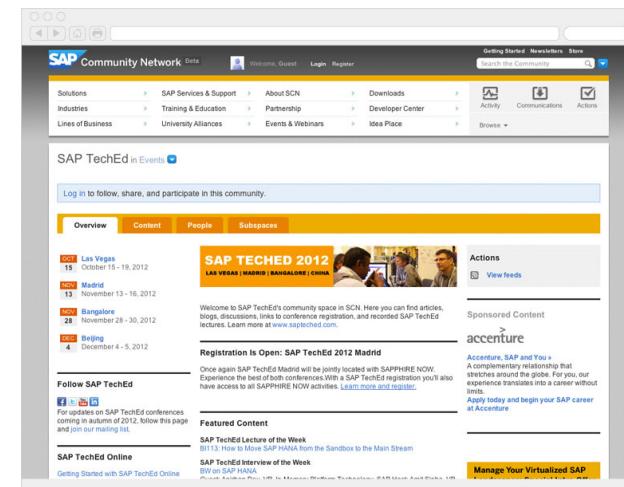 Getting Started Newsletters Store
SAP Community Network Beta
Welcome, Guest Login Register
Search the Community
Solutions
SAP Services & Support
About SCN
Downloads
Industries
Training & Education
Partnership
Developer Center
Lines of Business
University Alliances
Events & Webinars
Idea Place
Activity
Communications
Actions
Browse
SAP TechEd in Events
Log in to follow, share, and participate in this community.
Overview
Content
People
Subspaces
OCT
15
Las Vegas
October 15 - 19, 2012
NOV
13
Madrid
November 13 - 16, 2012
NOV
28
Bangalore
November 28 - 30, 2012
DEC
4
Beijing
December 4 - 5, 2012
Follow SAP TechEd
For updates on SAP TechEd conferences
coming in autumn of 2012, follow this page
and join our mailing list.
SAP TechEd Online
Getting Started with SAP TechEd Online
SAP TECHED 2012
LAS VEGAS | MADRID | BANGALORE | CHINA
Welcome to SAP TechEd's community space in SCN. Here you can find articles,
blogs, discussions, links to conference registration, and recorded SAP TechEd
lectures. Learn more at www.sapteched.com.
Registration Is Open: SAP TechEd 2012 Madrid
Once again SAP TechEd Madrid will be jointly located with SAPPHIRE NOW.
Experience the best of both conferences.With a SAP TechEd registration you'll also
have access to all SAPPHIRE NOW activities. Learn more and register.
Featured Content
SAP TechEd Lecture of the Week
BI113: How to Move SAP HANA from the Sandbox to the Main Stream
SAP TechEd Interview of the Week
BW on SAP HANA
Actions
View feeds
Sponsored Content
accenture
Accenture, SAP and You »
A complementary relationship that
stretches around the globe. For you, our
experience translates into a career without
limits.
Apply today and begin your SAP career
at Accenture
Manage Your Virtualized SAP